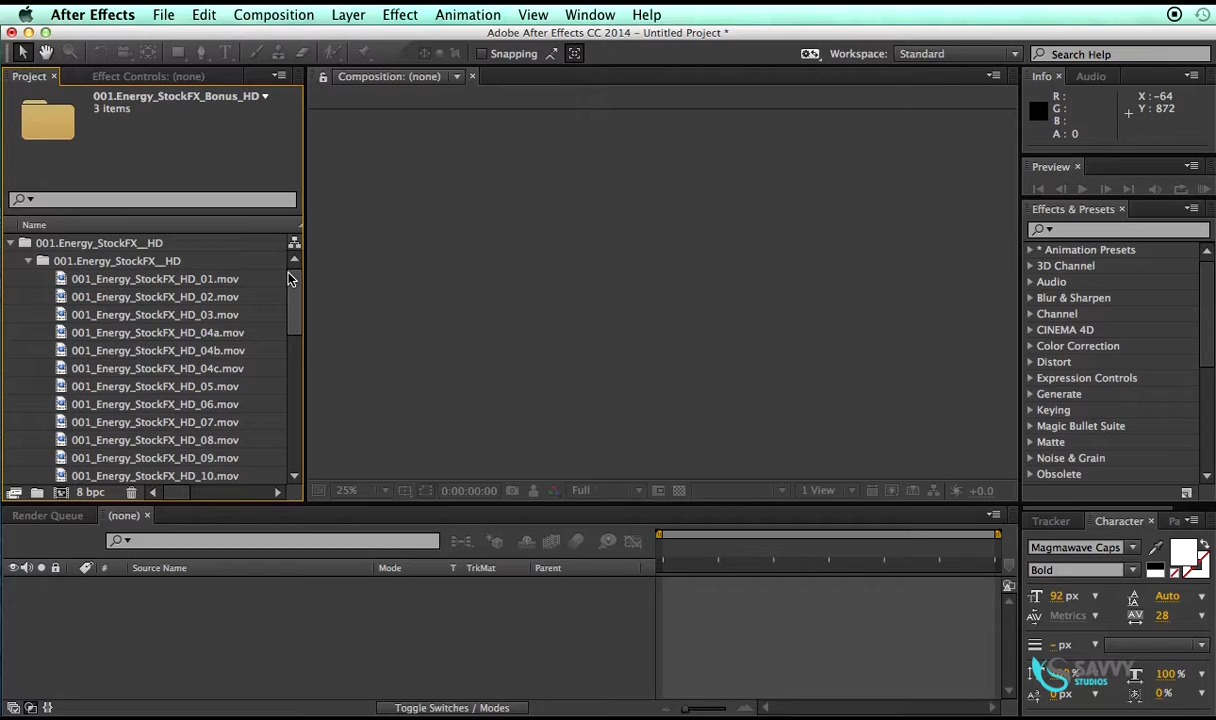 After Effects File Edit Composition Layer Effect Animation View Window Help
Adobe After Effects CC 2014 - Untitled Project *
Snapping Workspace: Standard Search Help
Project × Effect Controls: (none) Composition: (none) × Info × Audio
001.Energy_StockFX_Bonus_HD
3 items
R: X: -64
G: Y: 872
B:
A: 0
Preview ×
Effects & Presets ×
Name
001.Energy_StockFX__HD
001.Energy_StockFX__HD
001_Energy_StockFX_HD_01.mov
001_Energy_StockFX_HD_02.mov
001_Energy_StockFX_HD_03.mov
001_Energy_StockFX_HD_04a.mov
001_Energy_StockFX_HD_04b.mov
001_Energy_StockFX_HD_04c.mov
001_Energy_StockFX_HD_05.mov
001_Energy_StockFX_HD_06.mov
001_Energy_StockFX_HD_07.mov
001_Energy_StockFX_HD_08.mov
001_Energy_StockFX_HD_09.mov
001_Energy_StockFX_HD_10.mov
* Animation Presets
3D Channel
Audio
Blur & Sharpen
Channel
CINEMA 4D
Color Correction
Distort
Expression Controls
Generate
Keying
Magic Bullet Suite
Matte
Noise & Grain
Obsolete
8 bpc 25% 0:00:00:00 Full 1 View +0.0
Render Queue (none) ×
Tracker Character × Pa
# Source Name Mode T TrkMat Parent
Magmawave Caps
Bold
92 px Auto
Metrics 28
- px
100%
0 px 0%
SAVVY
STUDIOS
Toggle Switches / Modes